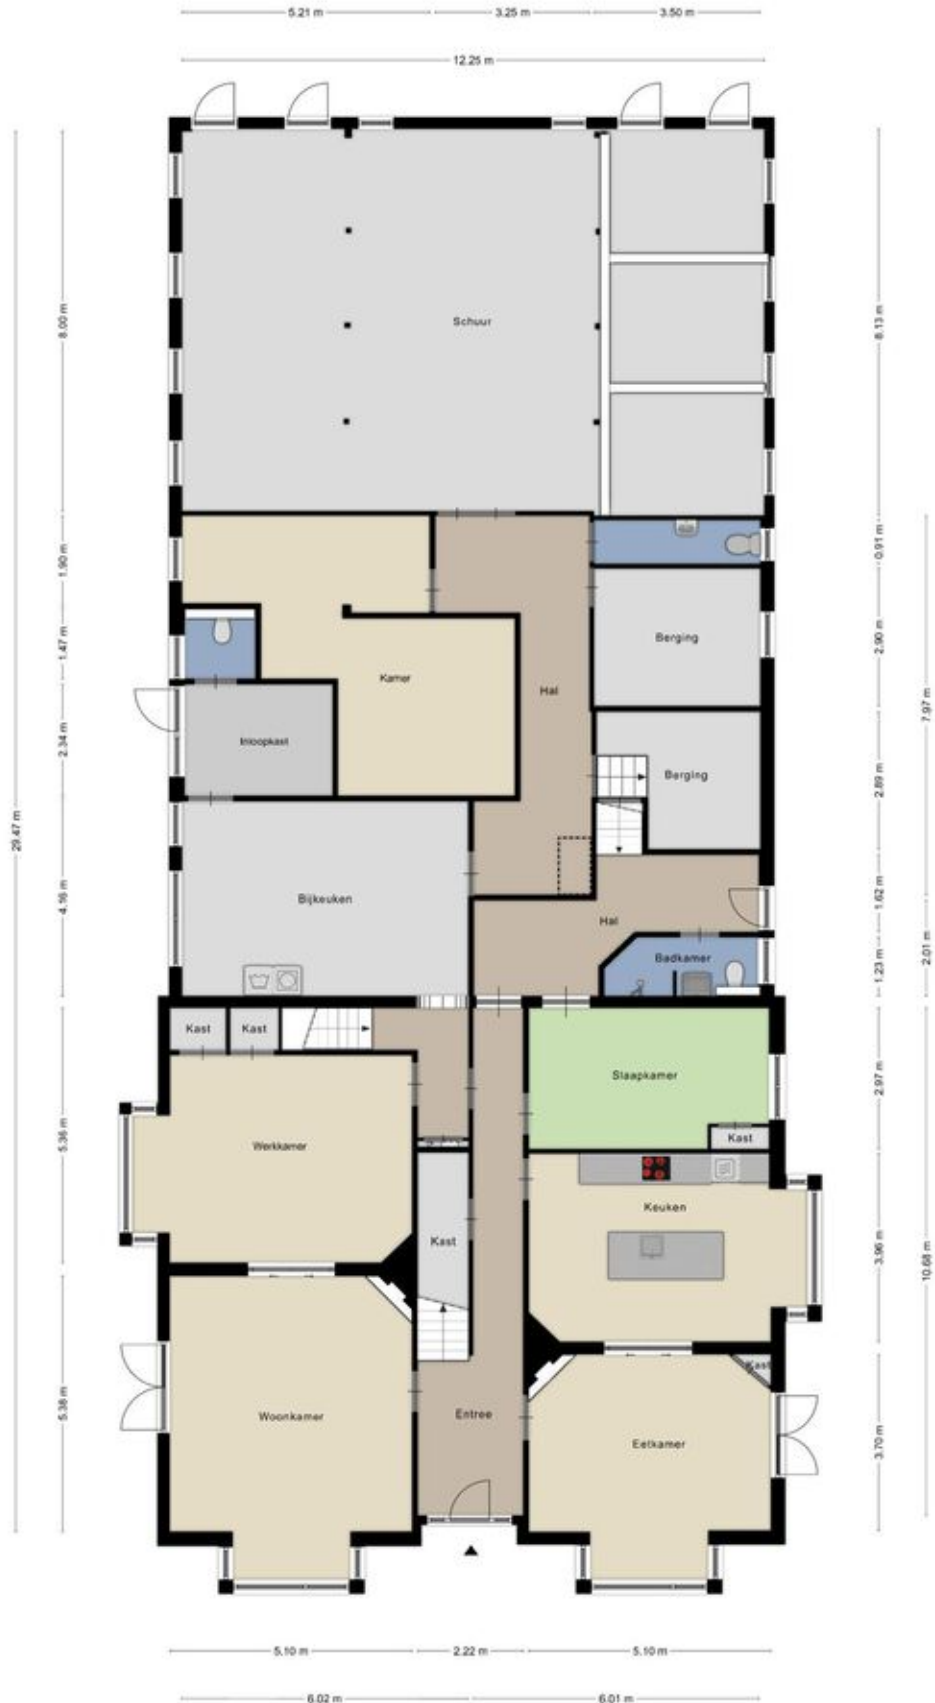 5.21 m
3.25 m
3.50 m
12.25 m
8.00 m
8.13 m
Schuur
1.90 m
0.91 m
1.47 m
2.90 m
Berging
Kamer
Hal
7.97 m
2.34 m
Inloopkast
Berging
2.89 m
29.47 m
4.16 m
Bijkeuken
1.62 m
Hal
2.01 m
Badkamer
1.23 m
Kast
Kast
Slaapkamer
2.97 m
5.36 m
Werkkamer
Kast
Keuken
Kast
3.96 m
10.68 m
Kast
5.38 m
Woonkamer
Entree
Eetkamer
3.70 m
5.10 m
2.22 m
5.10 m
6.02 m
6.01 m